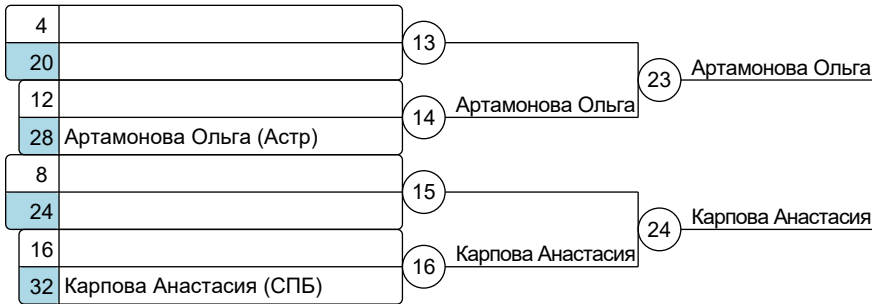 4
13
20
23 Артамонова Ольга
12
14 Артамонова Ольга
28 Артамонова Ольга (Астр)
8
15
24
24 Карпова Анастасия
16
16 Карпова Анастасия
32 Карпова Анастасия (СПБ)